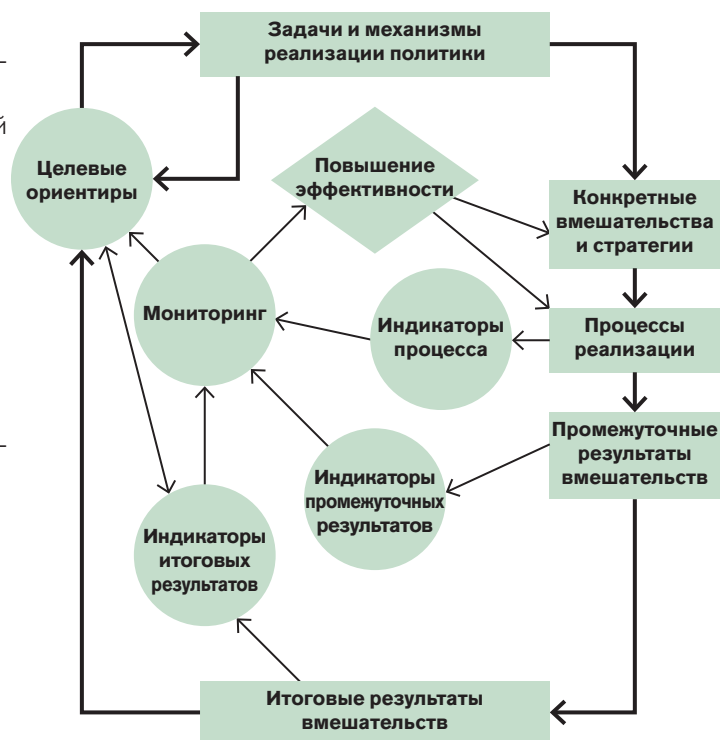 Задачи и механизмы
реализации политики
й
Целевые
ориентиры
Повышение
эффективности
Конкретные
вмешательства
и стратегии
Мониторинг
Индикаторы
процесса
Процессы
реализации
Промежуточные
результаты
вмешательств
Индикаторы
промежуточных
результатов
Индикаторы
итоговых
результатов
Итоговые результаты
вмешательств